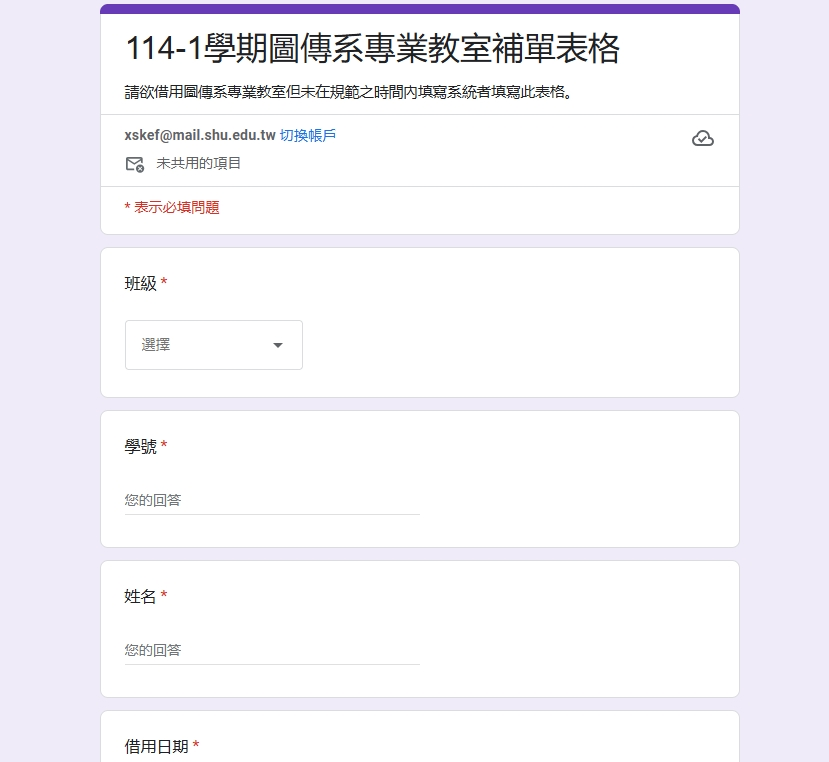 114-1學期圖傳系專業教室補單表格
請欲借用圖傳系專業教室但未在規範之時間內填寫系統者填寫此表格。
xskef@mail.shu.edu.tw 切換帳戶
未共用的項目
* 表示必填問題
班級 *
選擇
學號 *
您的回答
姓名 *
您的回答
借用日期 *